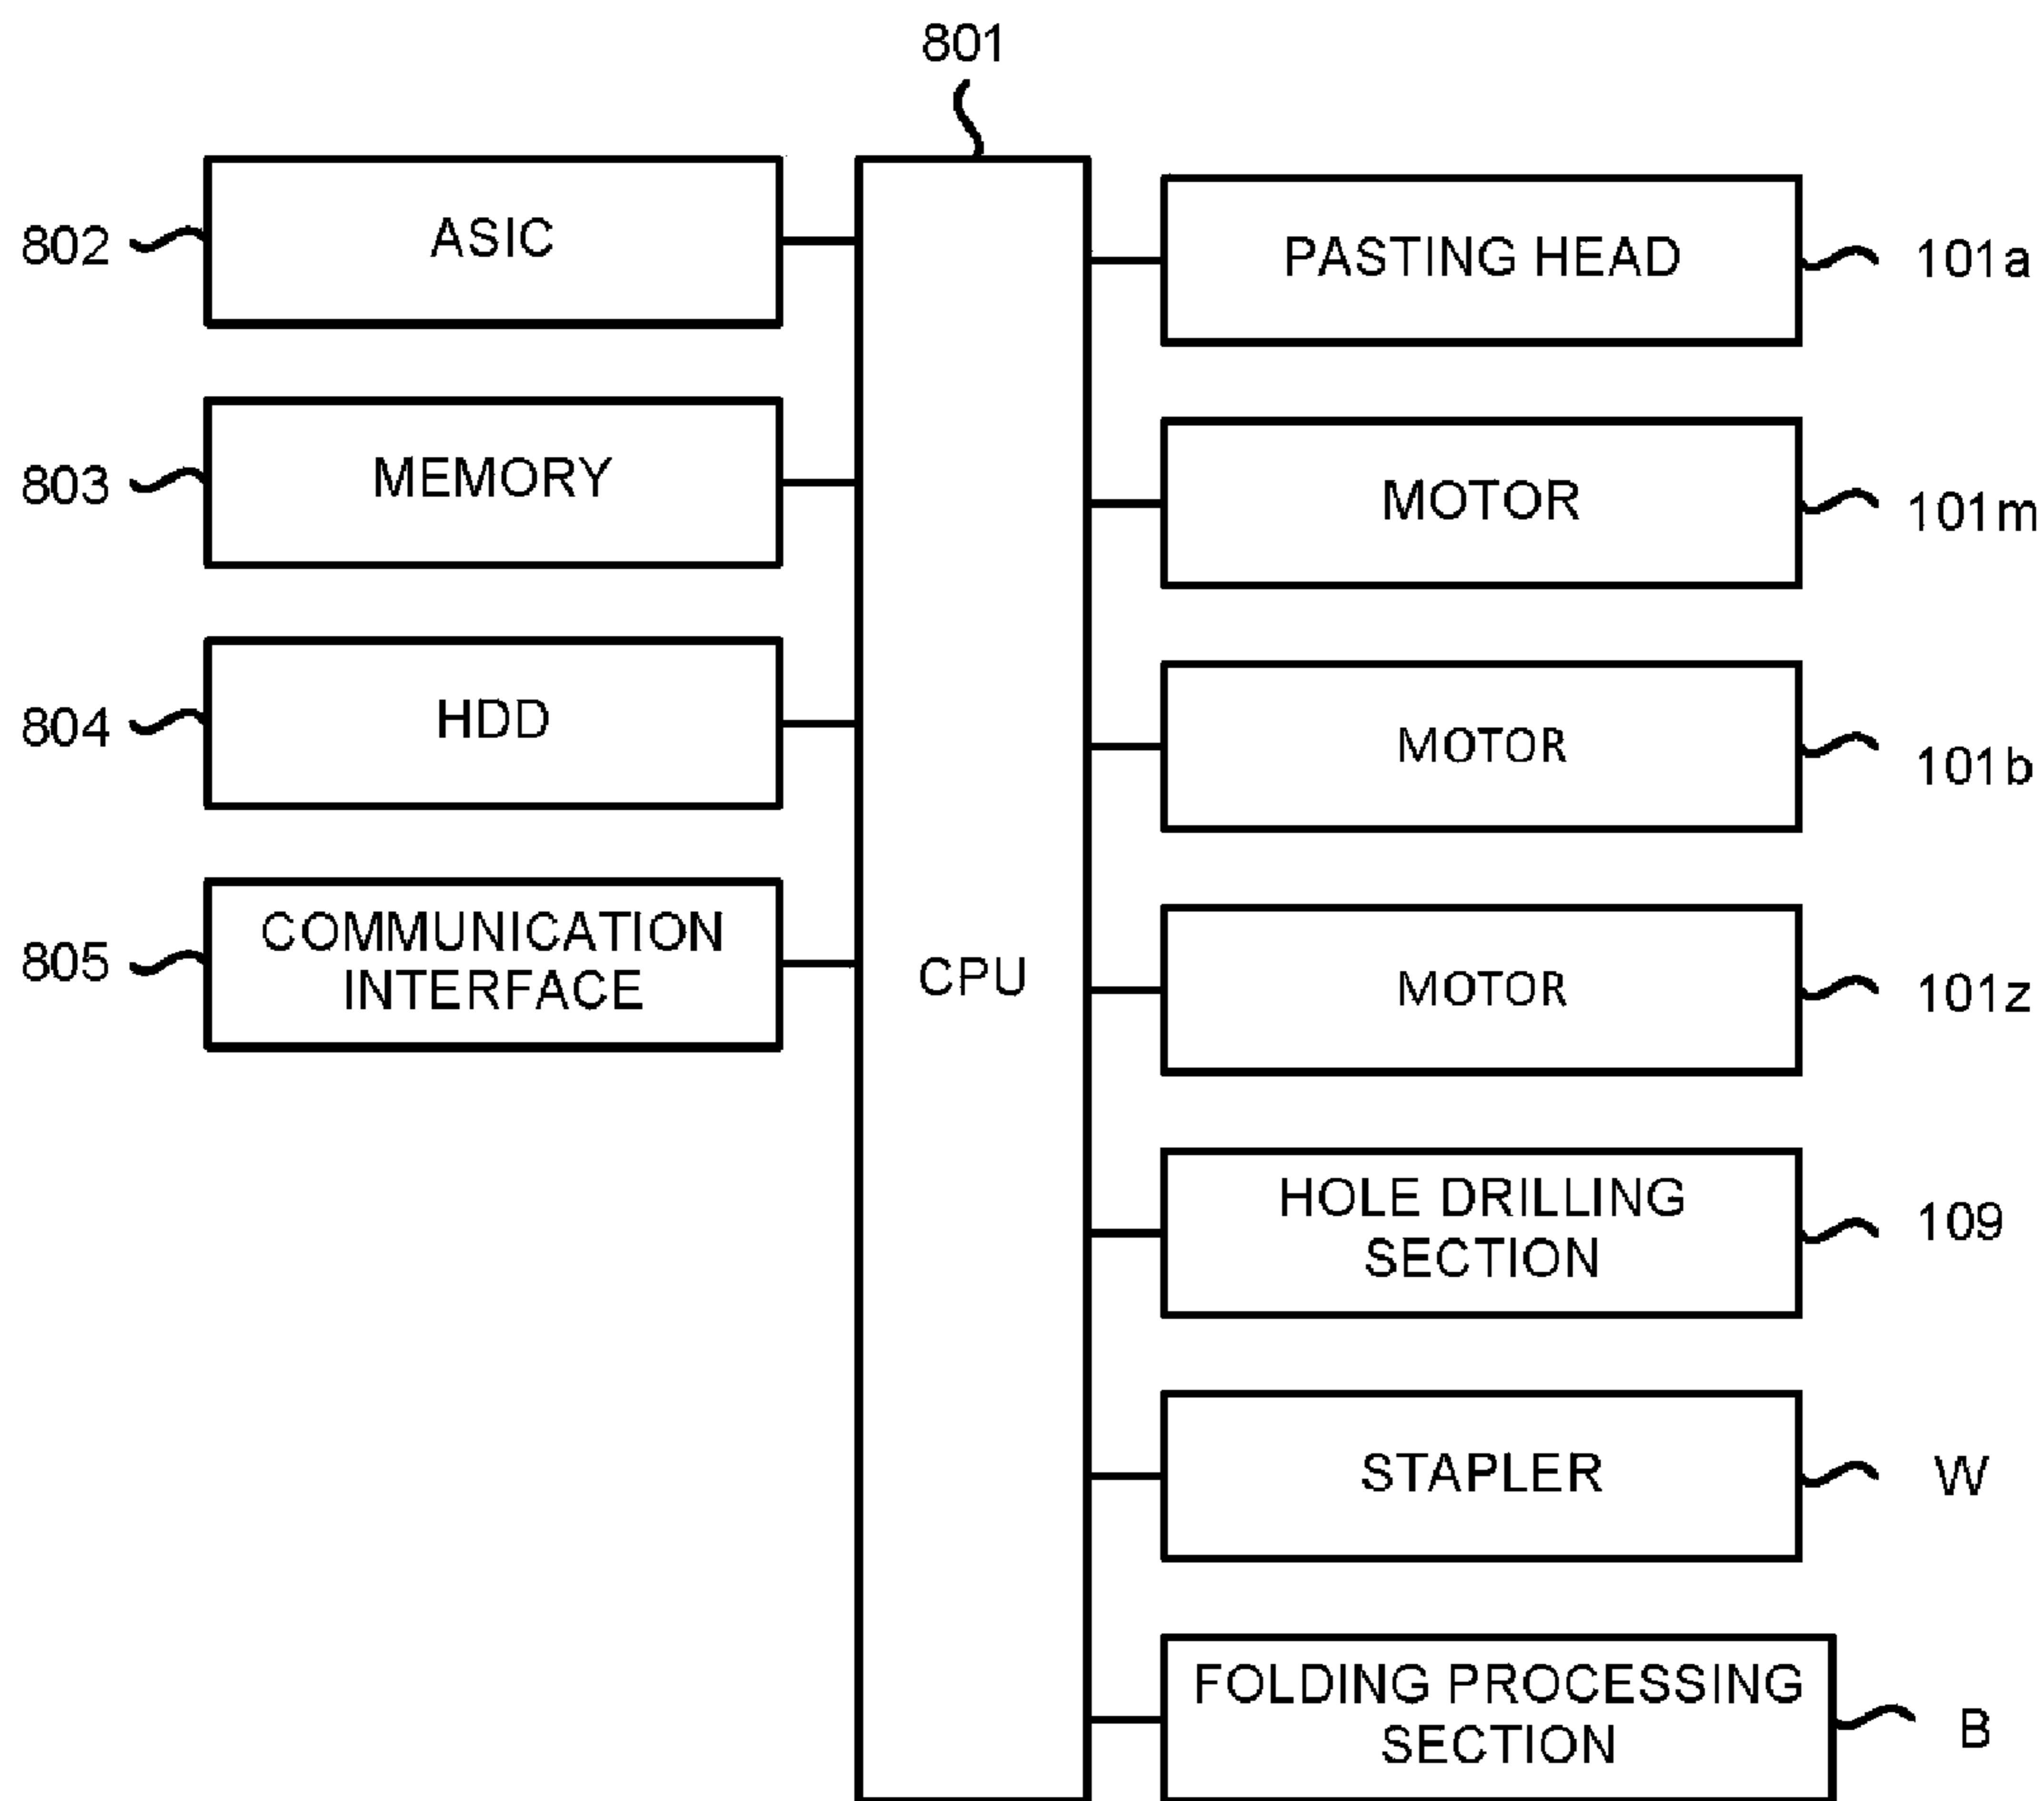 801
802
ASIC
803
MEMORY
804
HDD
805
COMMUNICATION
INTERFACE
CPU
PASTING HEAD
101a
MOTOR
101m
MOTOR
101b
MOTOR
101z
HOLE DRILLING
SECTION
109
STAPLER
W
FOLDING PROCESSING
SECTION
B